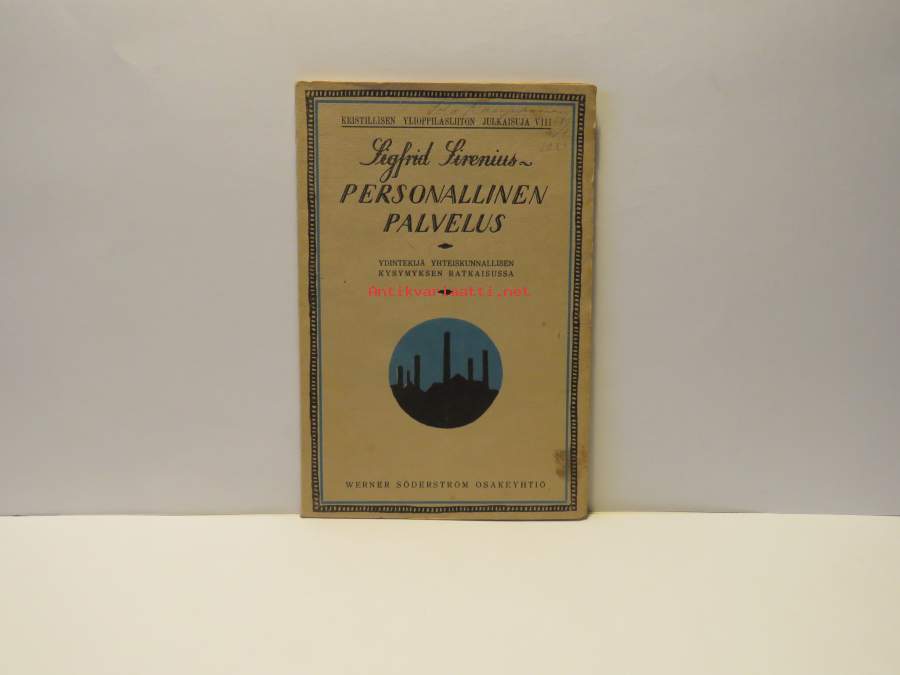 KRISTILLISEN YLIOPPILASLIITON JULKAISUJA VIII
Sigfrid Sirenius
PERSONALLINEN
PALVELUS
YDINTEKIJÄ YHTEISKUNNALLISEN
KYSYMYKSEN RATKAISUSSA
Antikvariaatti.net
WERNER SÖDERSTRÖM OSAKEYHTIÖ